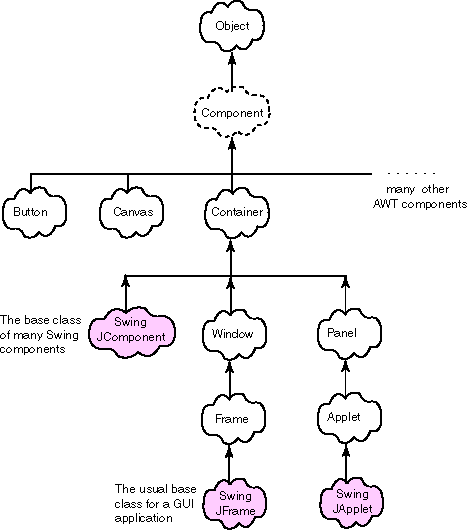 Object
Component
Button
Canvas
Container
many other
AWT components
The base class
of many Swing
components
Swing
JComponent
Window
Panel
Frame
Applet
The usual base
class for a GUI
application
Swing
JFrame
Swing
JApplet